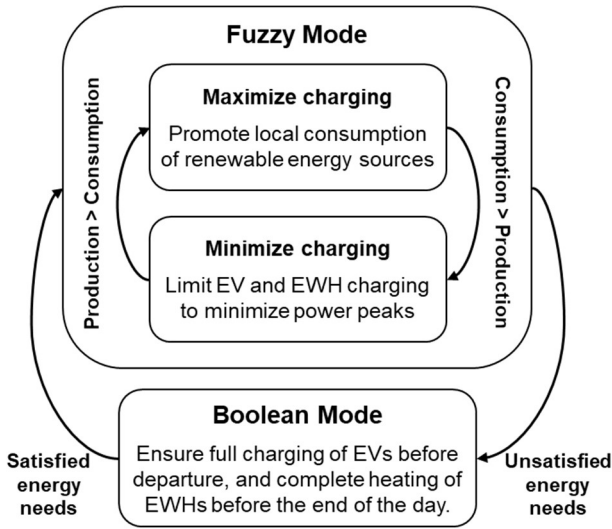 Fuzzy Mode
Production > Consumption
Maximize charging
Promote local consumption
of renewable energy sources
Consumption > Production
Minimize charging
Limit EV and EWH charging
to minimize power peaks
Boolean Mode
Ensure full charging of EVs before
departure, and complete heating of
EWHs before the end of the day.
Satisfied
energy
needs
Unsatisfied
energy
needs